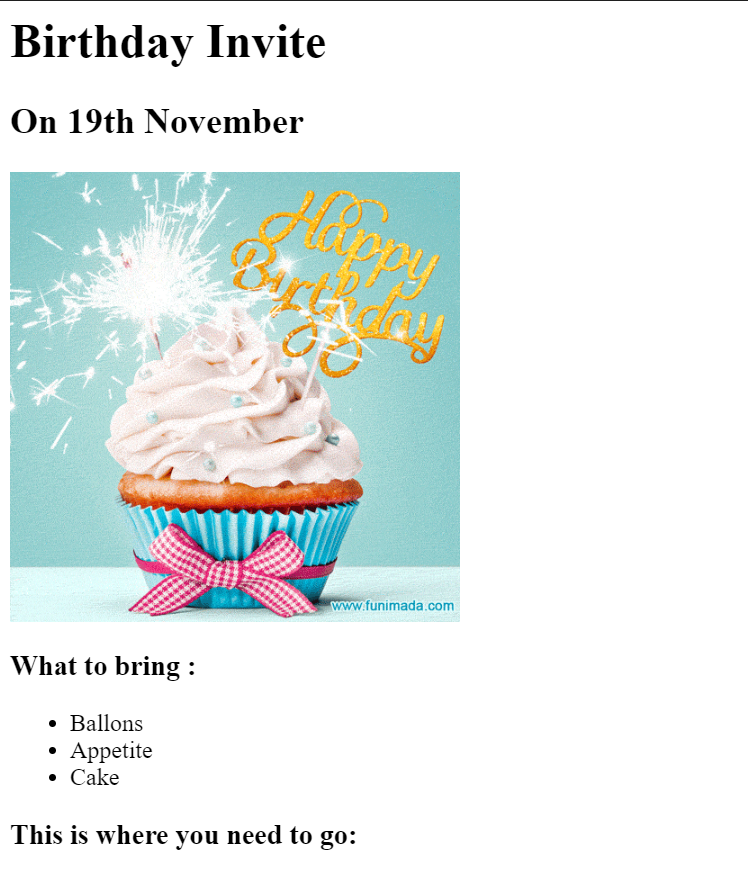 Birthday Invite
On 19th November
Happy
Birthday
www.funimada.com
What to bring :
Ballons
Appetite
Cake
This is where you need to go: